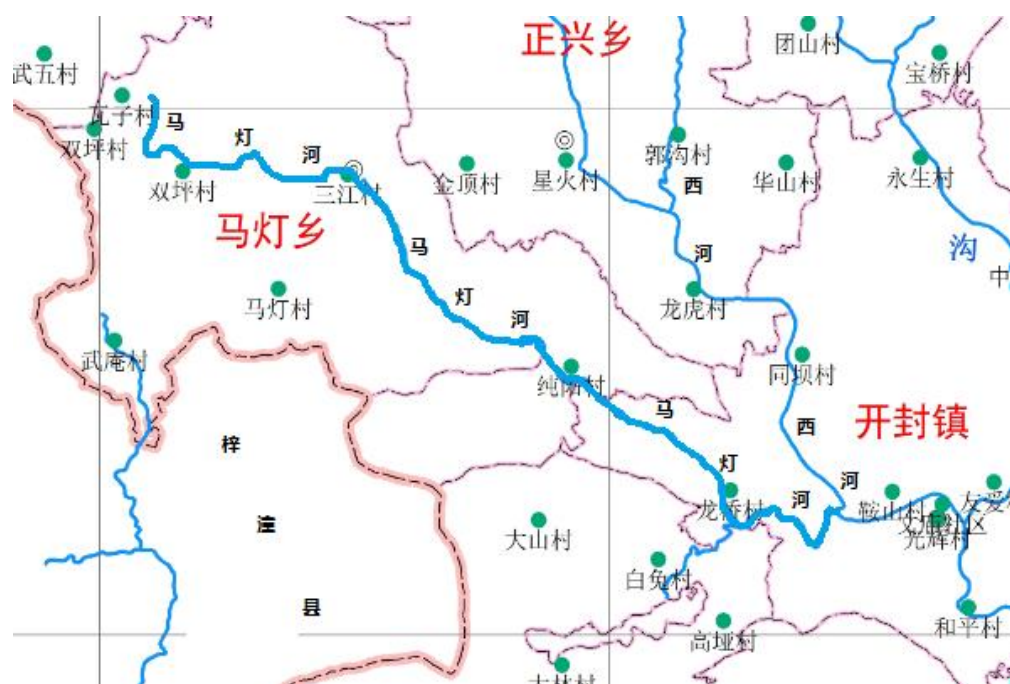 正兴乡
团山村
武五村
宝桥村
瓦子村
马
灯
河
双坪村
郭沟村
双坪村
三江村
金顶村
星火村
华山村
永生村
西
马灯乡
马
河
沟
中
灯
河
马灯村
龙虎村
武庵村
同坝村
马
西
开封镇
梓
灯
河
河
龙桥村
鞍山村
潼
大山村
光辉村
白兔村
县
高垭村
和平村